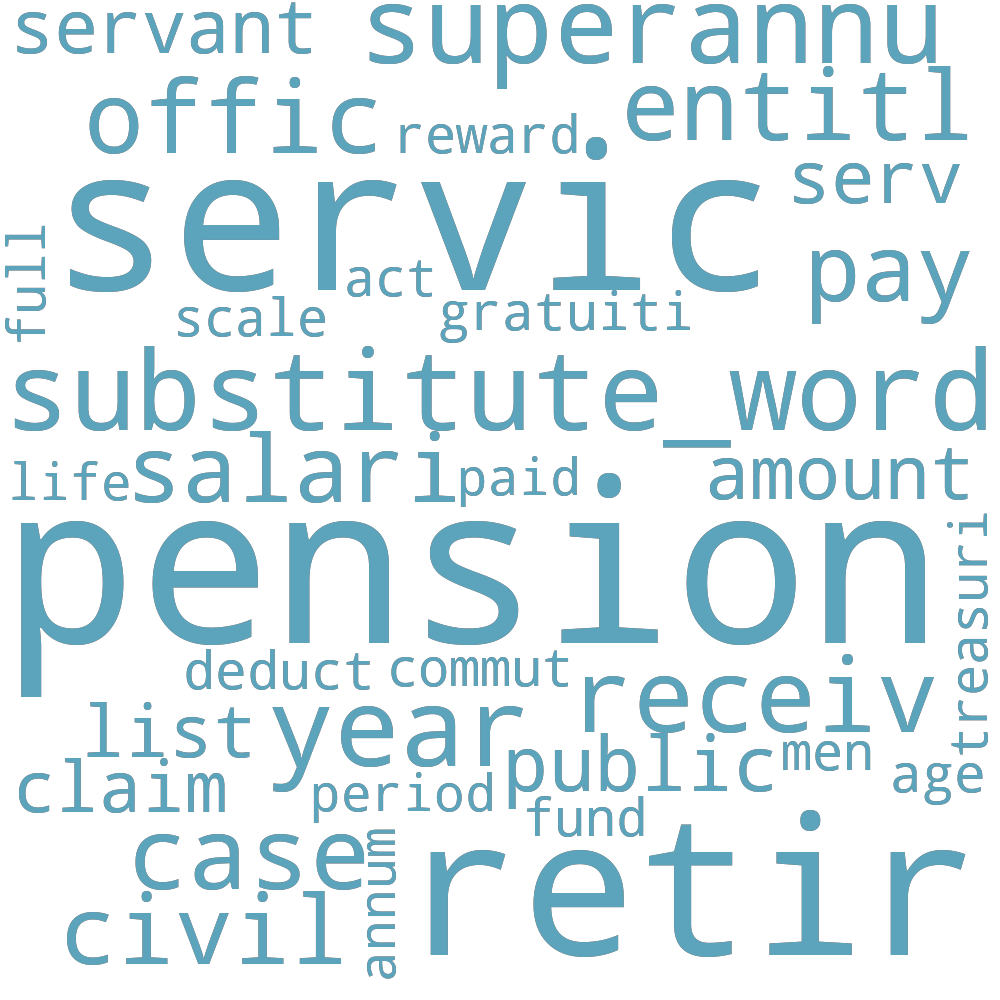 servant superannu
offic reward entitl
servic serv
full act pay
scale gratuiti
substitute_word
life salari paid amount
pension
treasuri
deduct commut receiv
list year public men age
claim period fund
case annum retir
civil